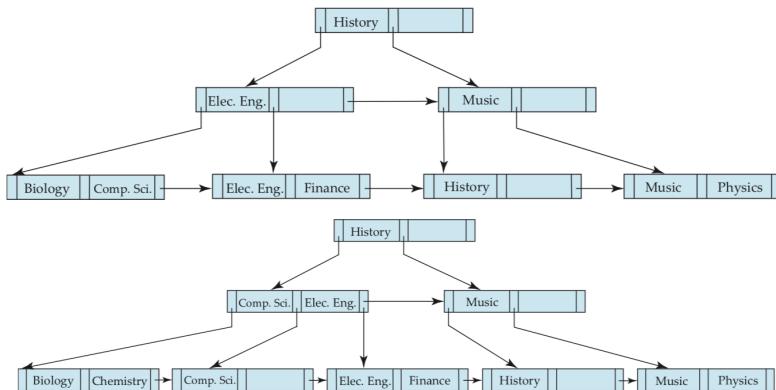 History
Elec. Eng. Music
Biology Comp. Sci. Elec. Eng. Finance History Music Physics
History
Comp. Sci. Elec. Eng. Music
Biology Chemistry Comp. Sci. Elec. Eng. Finance History Music Physics